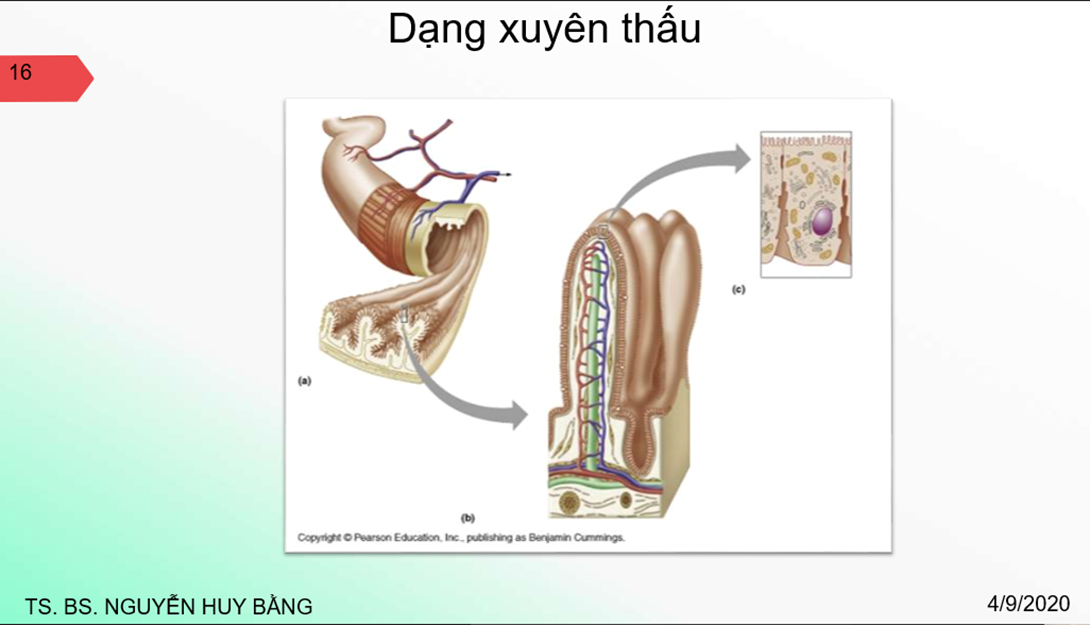 Dạng xuyên thấu
16
(c)
(a)
(b)
Copyright © Pearson Education, Inc., publishing as Benjamin Cummings.
TS. BS. NGUYỄN HUY BẰNG
4/9/2020